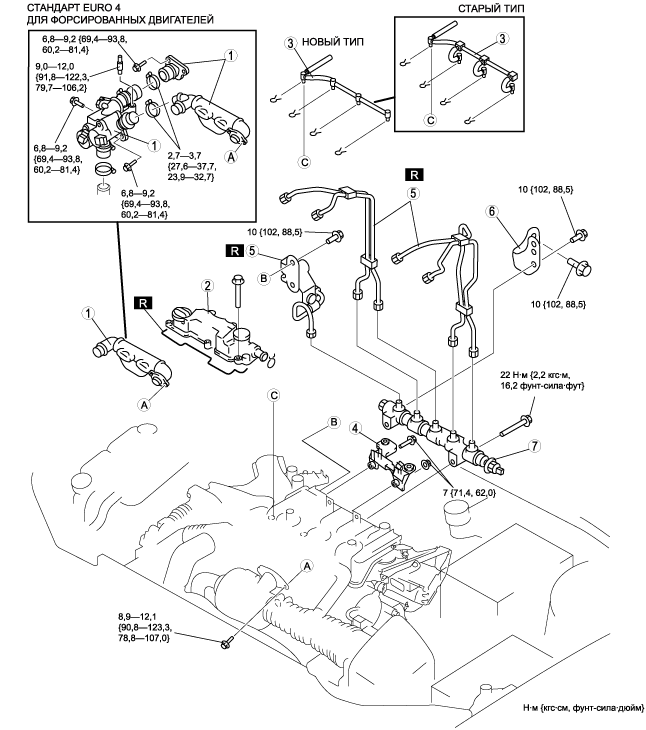 СТАНДАРТ EURO 4
ДЛЯ ФОРСИРОВАННЫХ ДВИГАТЕЛЕЙ
6,8—9,2 {69,4—93,8,
60,2—81,4}
9,0—12,0
{91,8—122,3,
79,7—106,2}
1
6,8—9,2
{69,4—93,8,
60,2—81,4}
1
2,7—3,7
{27,6—37,7,
23,9—32,7}
A
6,8—9,2
{69,4—93,8,
60,2—81,4}
НОВЫЙ ТИП
3
C
СТАРЫЙ ТИП
3
C
R
5
10 {102, 88,5}
6
10 {102, 88,5}
R
5
10 {102, 88,5}
B
2
R
1
A
22 Н·м {2,2 кгс·м,
16,2 фунт-сила·фут}
C
B
4
7
7 {71,4, 62,0}
A
8,9—12,1
{90,8—123,3,
78,8—107,0}
Н·м {кгс·см, фунт-сила·дюйм}